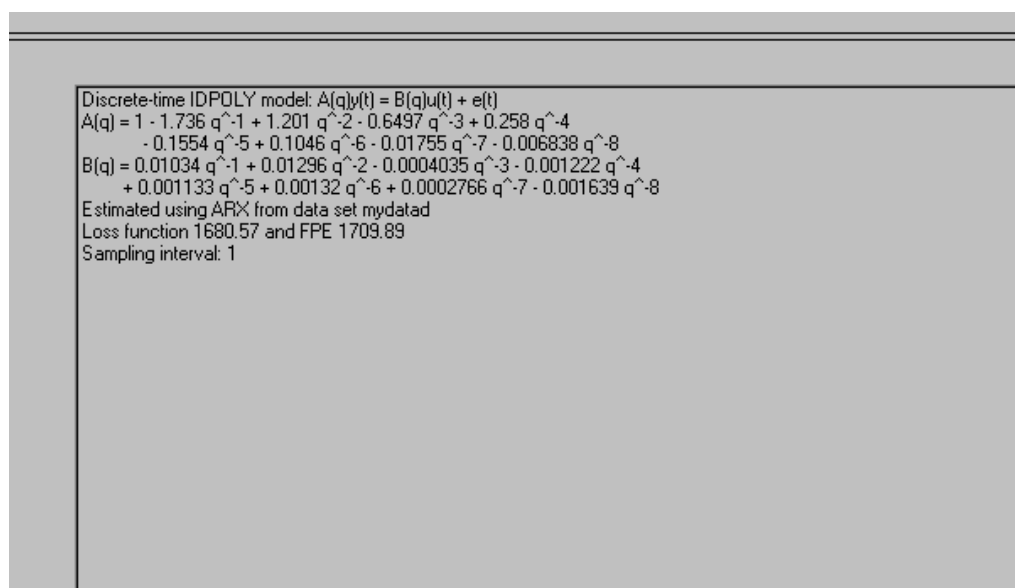 Discrete-time IDPOLY model: A(q)y(t) = B(q)u(t) + e(t)
A(q) = 1 - 1.736 q^-1 + 1.201 q^-2 - 0.6497 q^-3 + 0.258 q^-4
- 0.1554 q^-5 + 0.1046 q^-6 - 0.01755 q^-7 - 0.006838 q^-8
B(q) = 0.01034 q^-1 + 0.01296 q^-2 - 0.0004035 q^-3 - 0.001222 q^-4
+ 0.001133 q^-5 + 0.00132 q^-6 + 0.0002766 q^-7 - 0.001639 q^-8
Estimated using ARX from data set mydatad
Loss function 1680.57 and FPE 1709.89
Sampling interval: 1